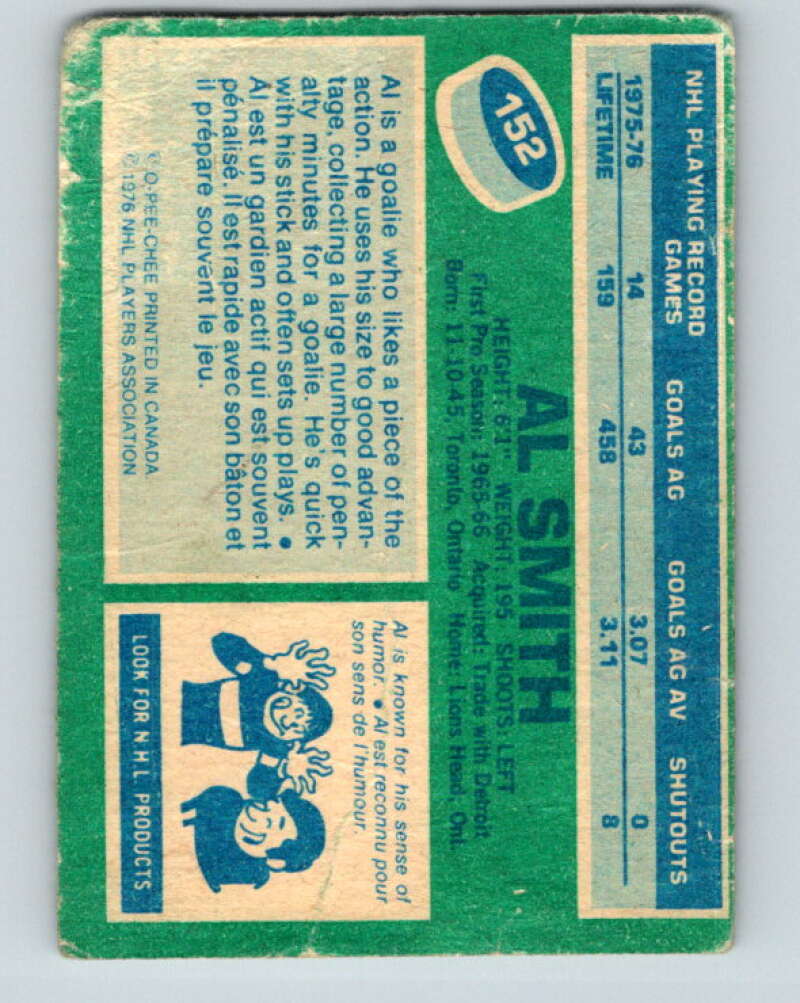 NHL PLAYING RECORD
GAMES GOALS AG GOALS AG AV SHUTOUTS
1975-76 14 43 3.07 0
LIFETIME 159 458 3.11 8
152
AL SMITH
HEIGHT: 6'1" WEIGHT: 195 SHOOTS: LEFT
First Pro Season: 1965-66 Acquired: Trade with Detroit
Born: 11-10-45, Toronto, Ontario Home: Lions Head, Ont.
Al is a goalie who likes a piece of the
action. He uses his size to good advan-
tage, collecting a large number of pen-
alty minutes for a goalie. He's quick
with his stick and often sets up plays. •
Al est un gardien actif qui est souvent
pénalisé. Il est rapide avec son bâton et
il prépare souvent le jeu.
© O-PEE-CHEE PRINTED IN CANADA
© 1976 NHL PLAYERS ASSOCIATION
Al is known for his sense of
humor. • Al est reconnu pour
son sens de l'humour.
LOOK FOR N.H.L. PRODUCTS